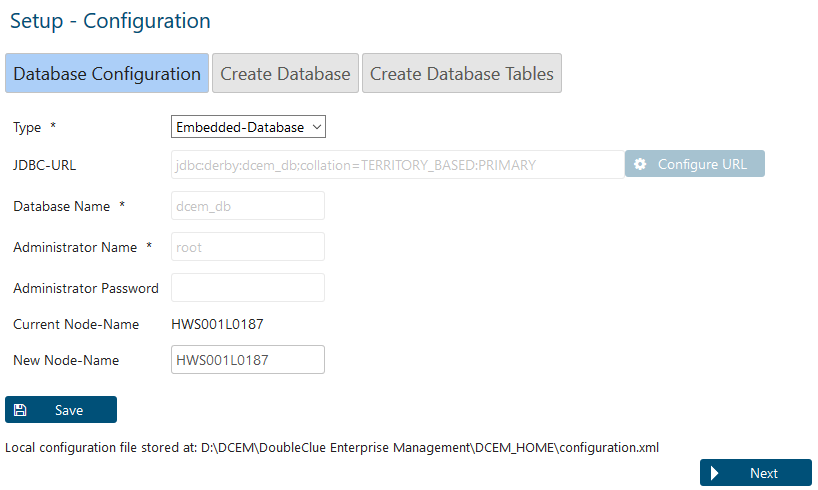 Setup - Configuration
Database Configuration Create Database Create Database Tables
Type * Embedded-Database
JDBC-URL jdbc:derby:dcem_db;collation=TERRITORY_BASED:PRIMARY Configure URL
Database Name * dcem_db
Administrator Name * root
Administrator Password
Current Node-Name HWS001L0187
New Node-Name HWS001L0187
Save
Local configuration file stored at: D:\DCEM\DoubleClue Enterprise Management\DCEM_HOME\configuration.xml
Next